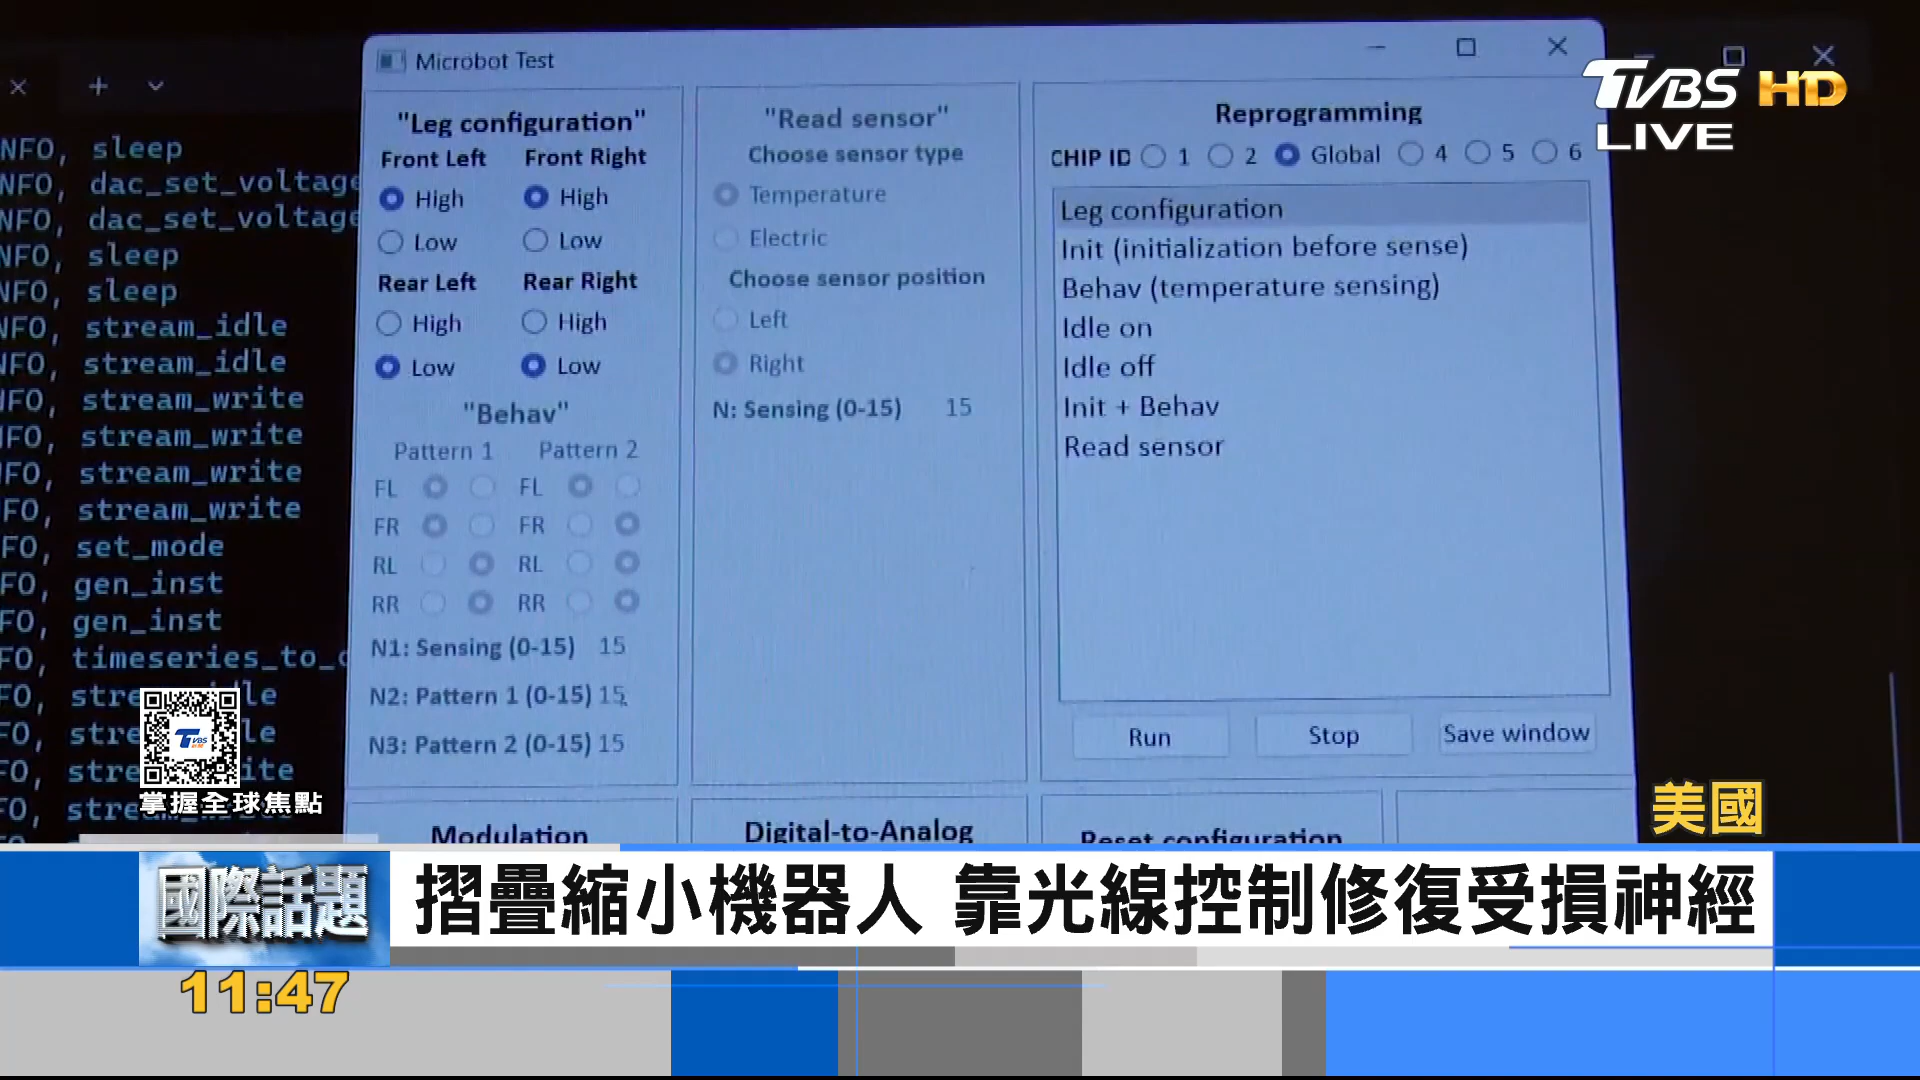 Microbot Test
TVBS HD
LIVE
NFO, sleep
NFO, dac_set_voltage
NFO, dac_set_voltage
NFO, sleep
NFO, sleep
NFO, stream_idle
NFO, stream_idle
NFO, stream_write
NFO, stream_write
FO, stream_write
FO, stream_write
FO, set_mode
FO, gen_inst
FO, gen_inst
FO, timeseries_to_
"Leg configuration"
Front Left Front Right
High High
Low Low
Rear Left Rear Right
High High
Low Low
"Behav"
Pattern 1 Pattern 2
FL FL
FR FR
RL RL
RR RR
N1: Sensing (0-15) 15
N2: Pattern 1 (0-15) 15
N3: Pattern 2 (0-15) 15
"Read sensor"
Choose sensor type
Temperature
Electric
Choose sensor position
Left
Right
N: Sensing (0-15) 15
Reprogramming
CHIP ID 1 2 Global 4 5 6
Leg configuration
Init (initialization before sense)
Behav (temperature sensing)
Idle on
Idle off
Init + Behav
Read sensor
Run Stop Save window
Modulation
Digital-to-Analog
Reset configuration
TVBS
掌握全球焦點
美國
國際話題
摺疊縮小機器人 靠光線控制修復受損神經
11:47